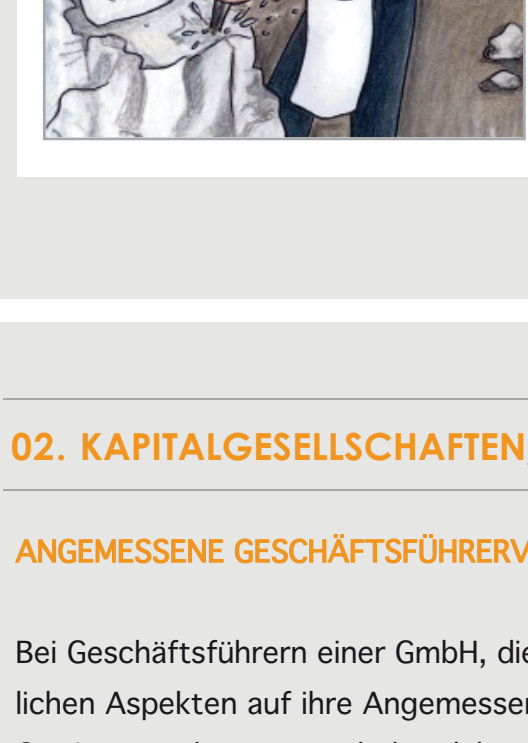 02. KAPITALGESELLSCHAFTEN,
ANGEMESSENE GESCHÄFTSFÜHRERV
Bei Geschäftsführern einer GmbH, die
lichen Aspekten auf ihre Angemessen